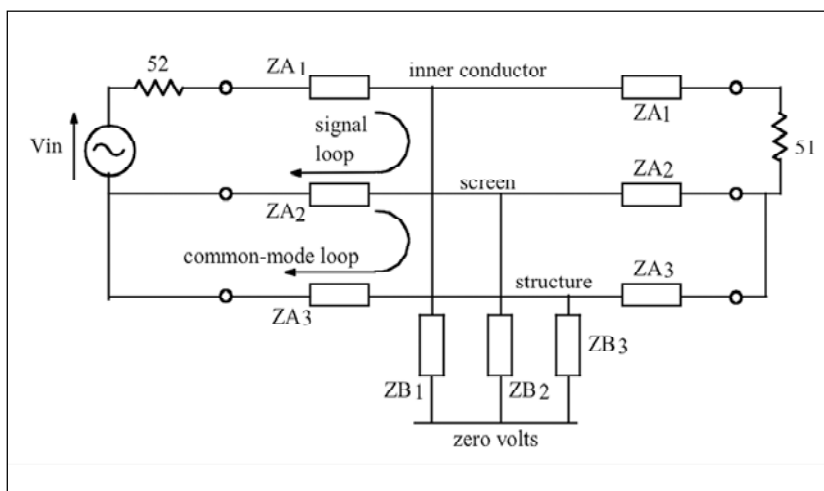 52
ZA1
inner conductor
ZA1
signal
loop
Vin
51
screen
ZA2
ZA2
common-mode loop
structure
ZA3
ZA3
ZB1
ZB2
ZB3
zero volts